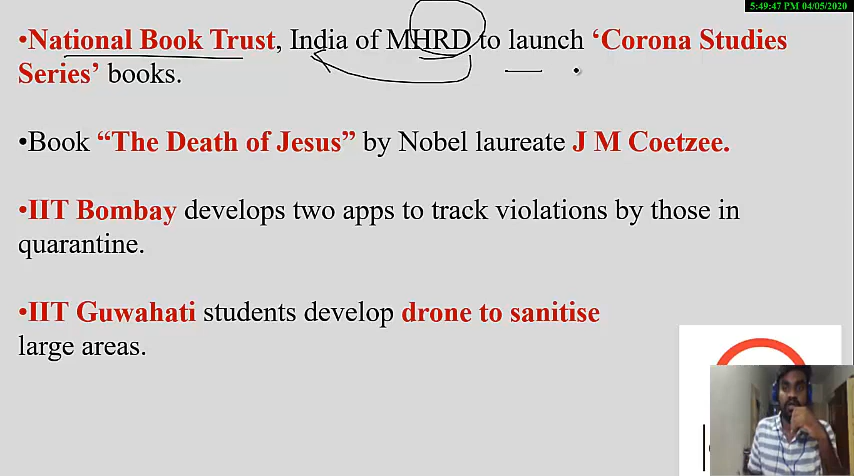 5:49:47 PM 04/05/2020
•National Book Trust, India of MHRD to launch ‘Corona Studies
Series’ books.
•Book “The Death of Jesus” by Nobel laureate J M Coetzee.
•IIT Bombay develops two apps to track violations by those in
quarantine.
•IIT Guwahati students develop drone to sanitise
large areas.